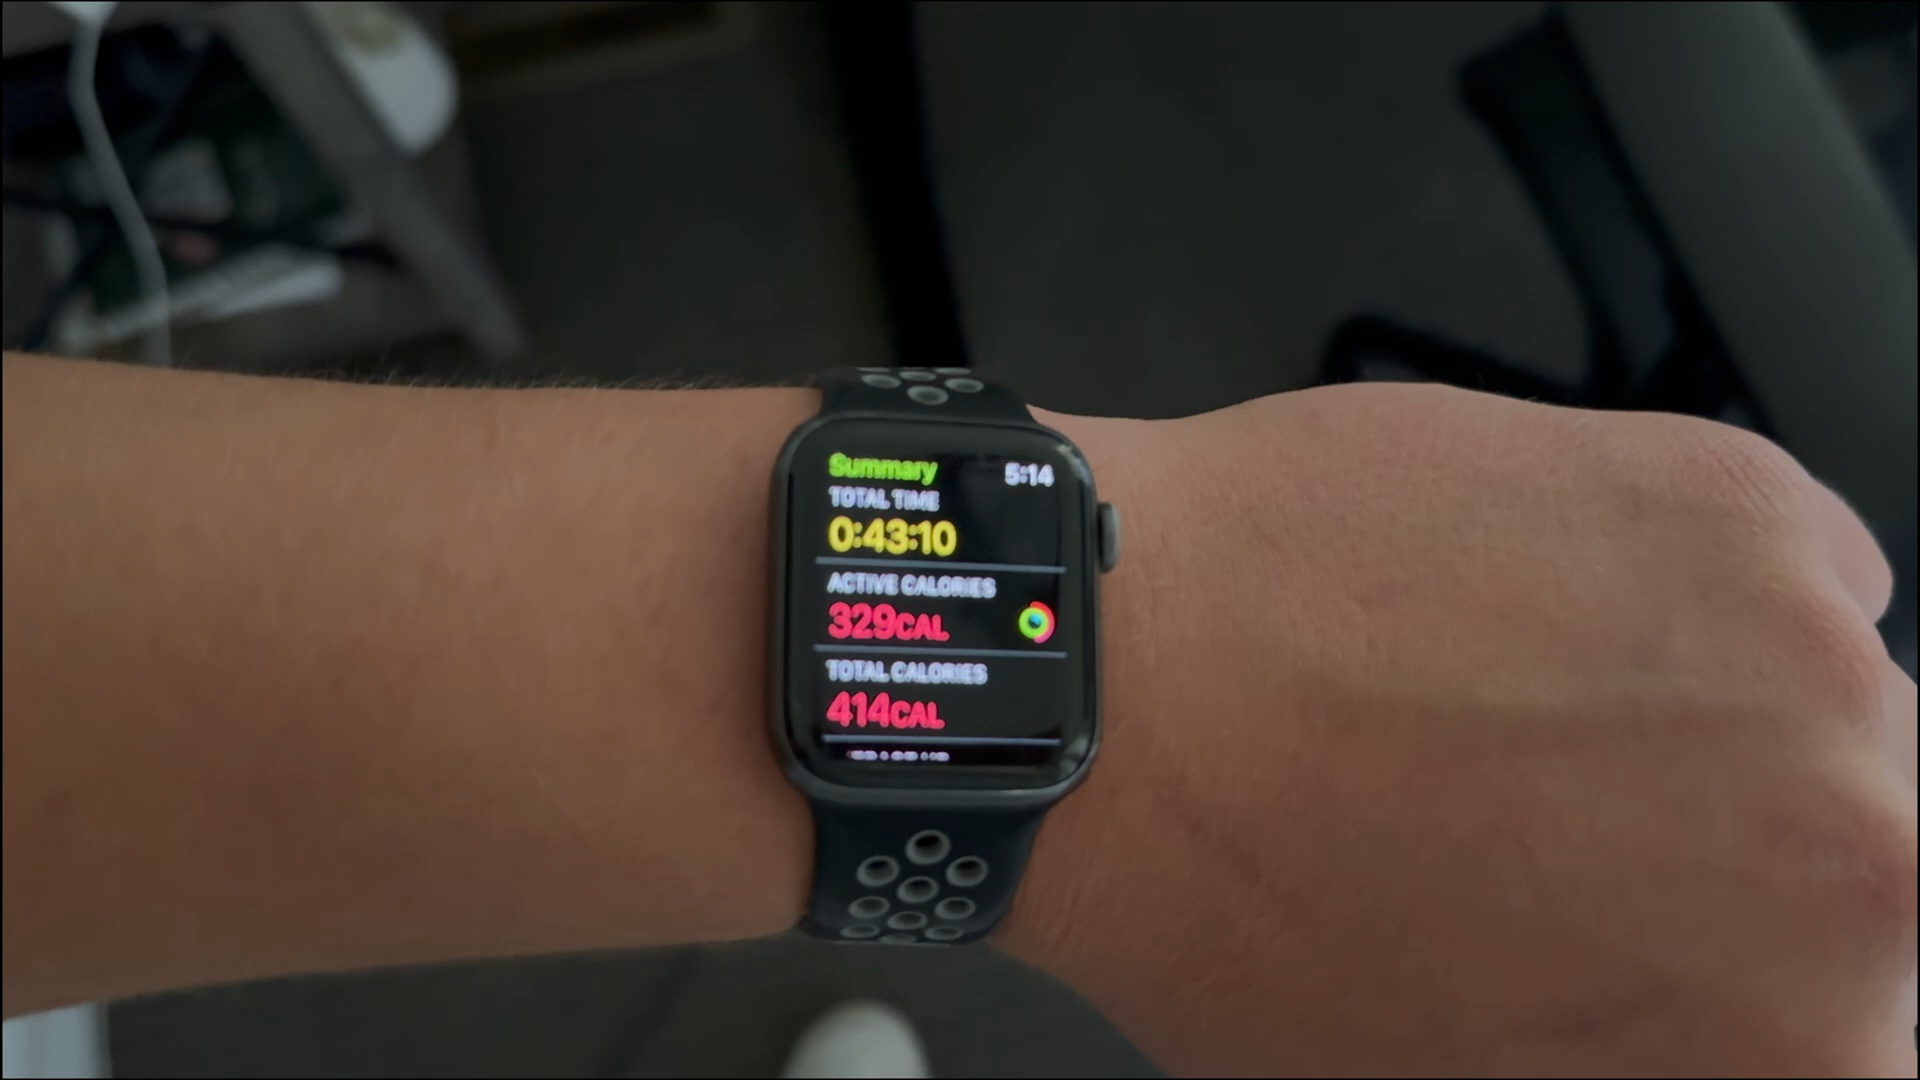 Summary 5:14
TOTAL TIME
0:43:10
ACTIVE CALORIES
329CAL
TOTAL CALORIES
414CAL